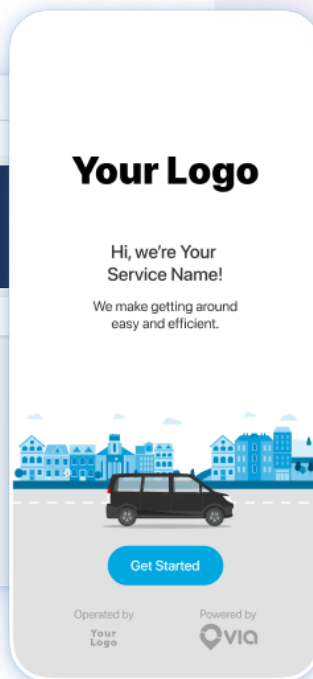 Your Logo
Hi, we're Your
Service Name!
We make getting around
easy and efficient.
Get Started
Operated by
Powered by
Your
Logo
via